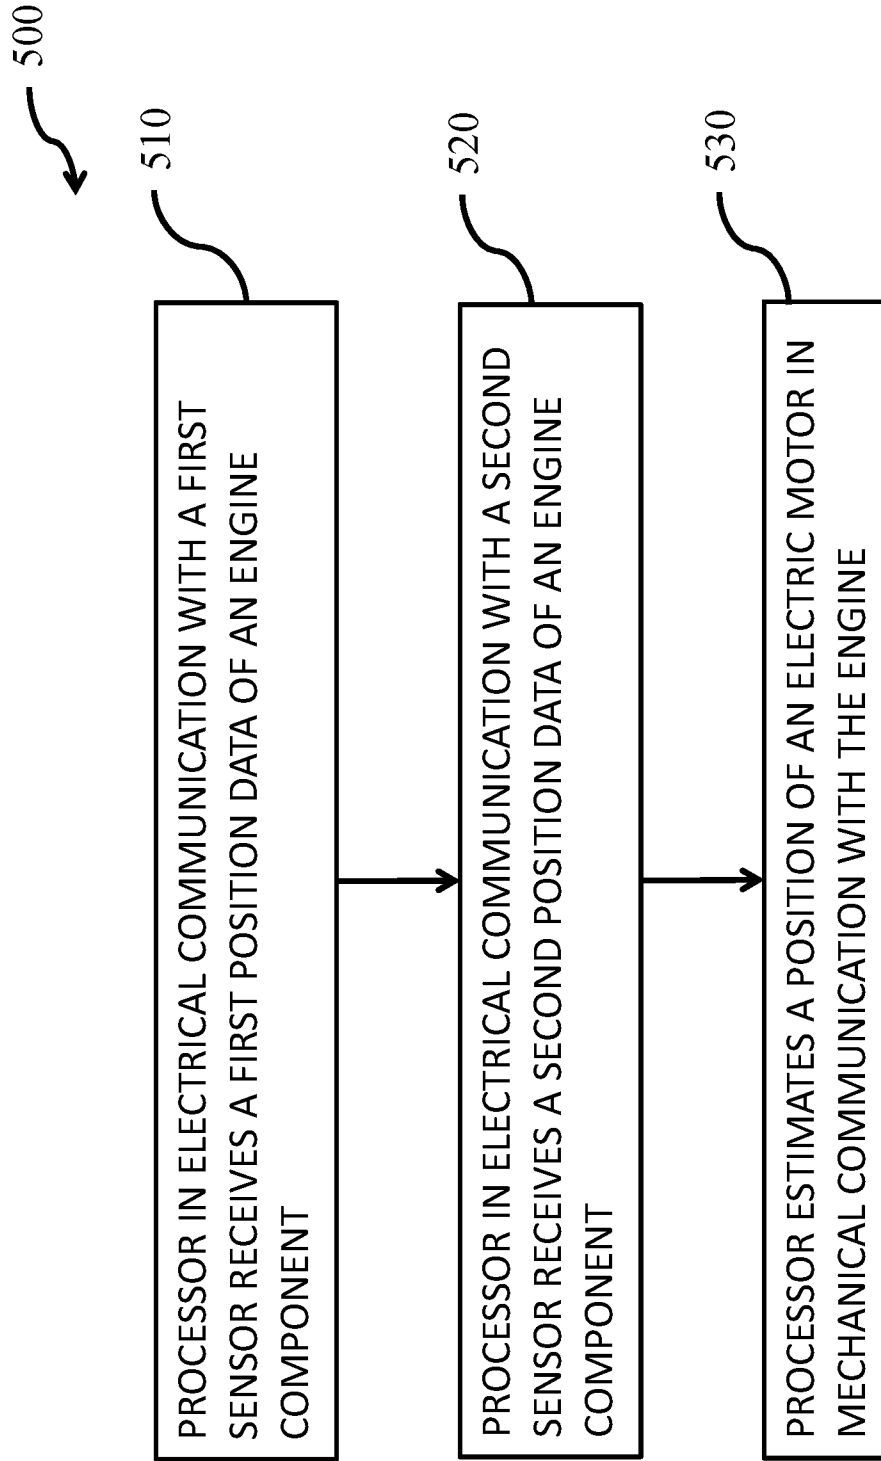 500
510
PROCESSOR IN ELECTRICAL COMMUNICATION WITH A FIRST
SENSOR RECEIVES A FIRST POSITION DATA OF AN ENGINE
COMPONENT
520
PROCESSOR IN ELECTRICAL COMMUNICATION WITH A SECOND
SENSOR RECEIVES A SECOND POSITION DATA OF AN ENGINE
COMPONENT
530
PROCESSOR ESTIMATES A POSITION OF AN ELECTRIC MOTOR IN
MECHANICAL COMMUNICATION WITH THE ENGINE